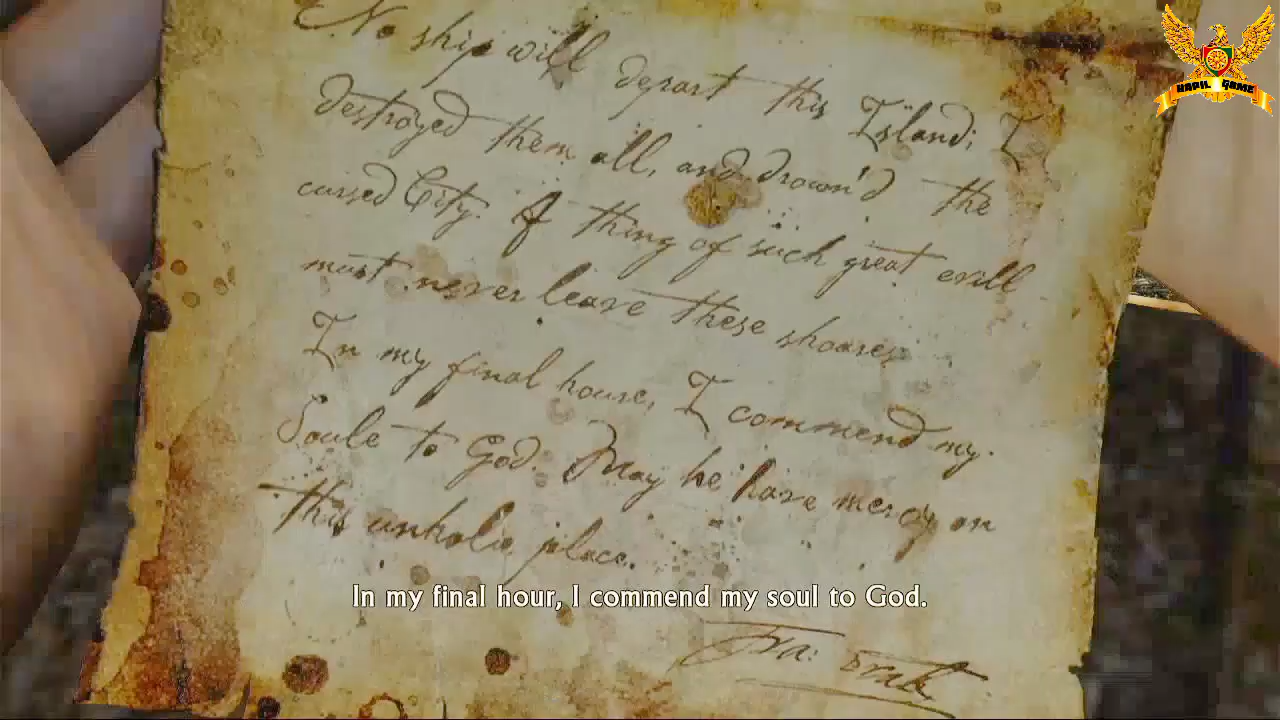 HAPIL GAME
No ship will depart this Island; I
destroyed them all, and drown'd the
cursed City. A thing of such great evill
must never leave these shoares.
In my final houre, I commend my
Soule to God. May he have mercy on
this unholie place.
In my final hour, I commend my soul to God.
Fra: Drake